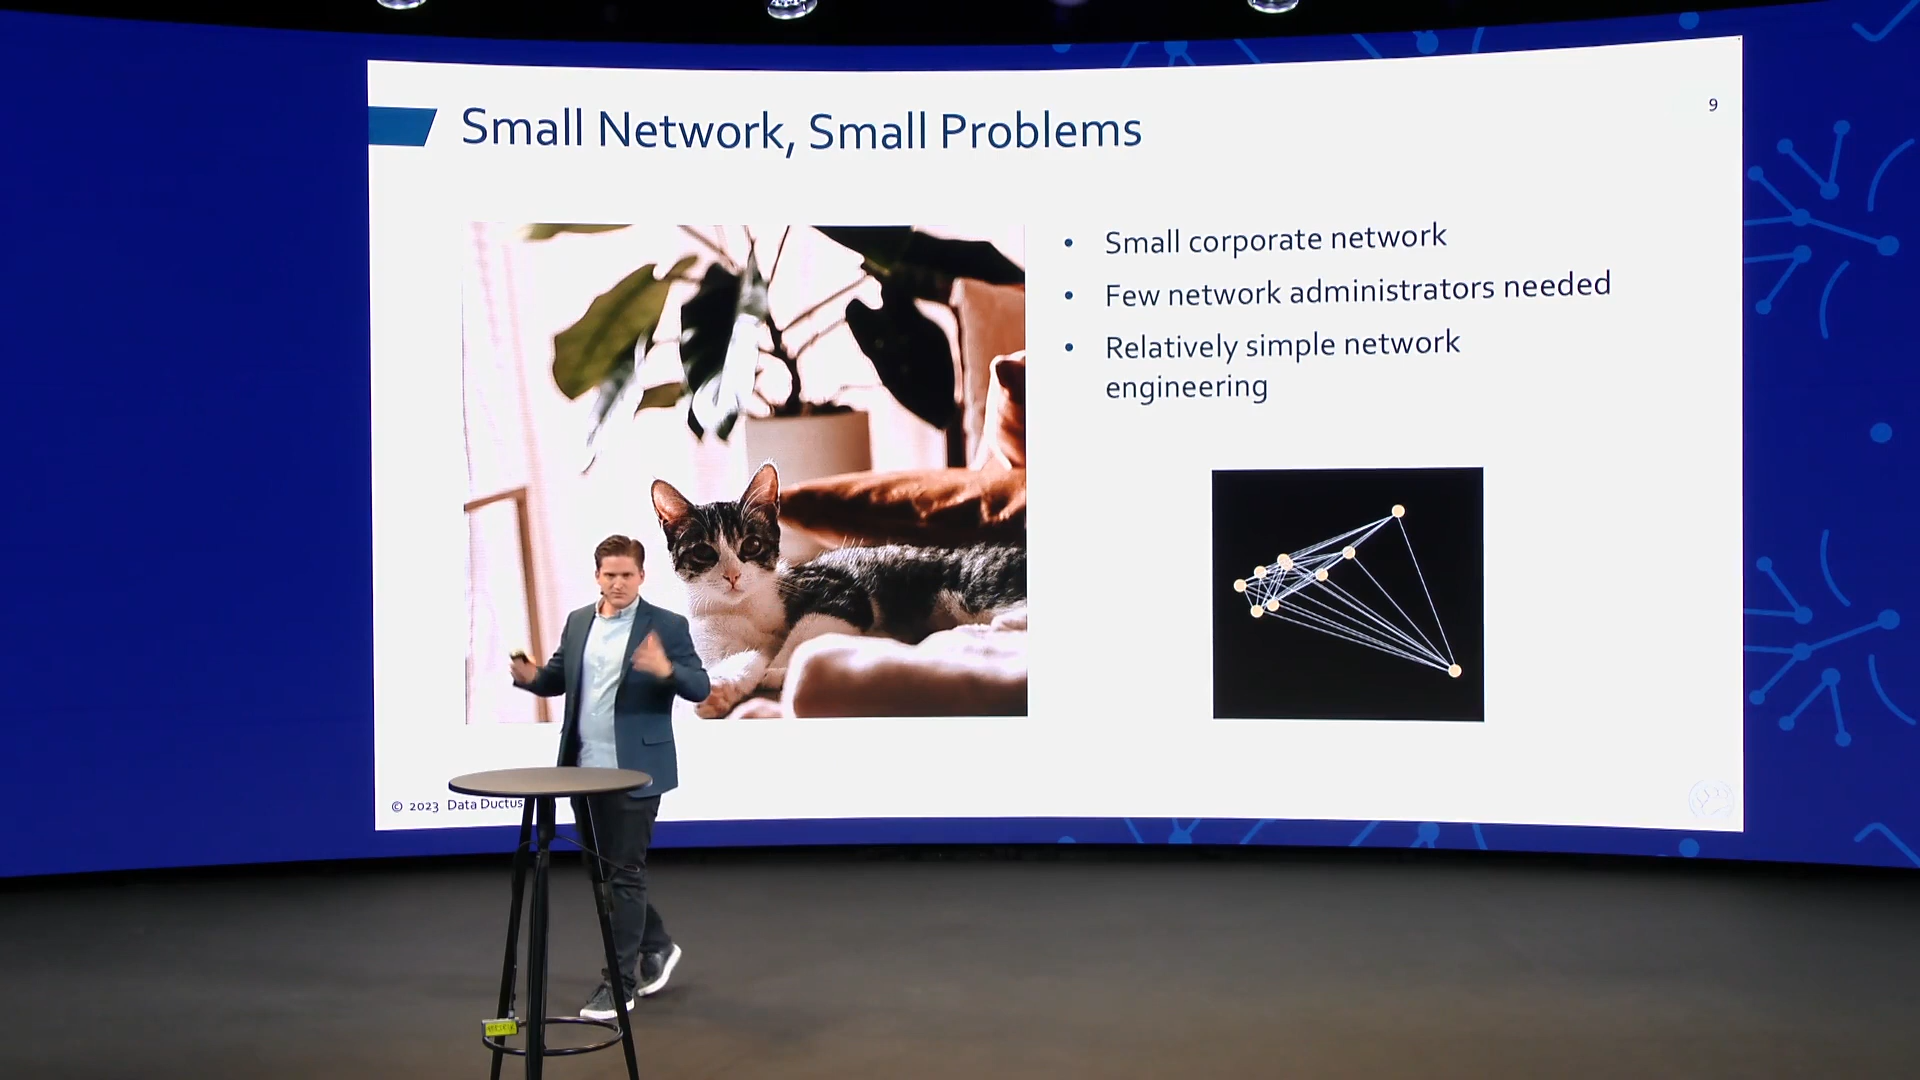 Small Network, Small Problems
9
• Small corporate network
• Few network administrators needed
• Relatively simple network
engineering
© 2023 Data Ductus